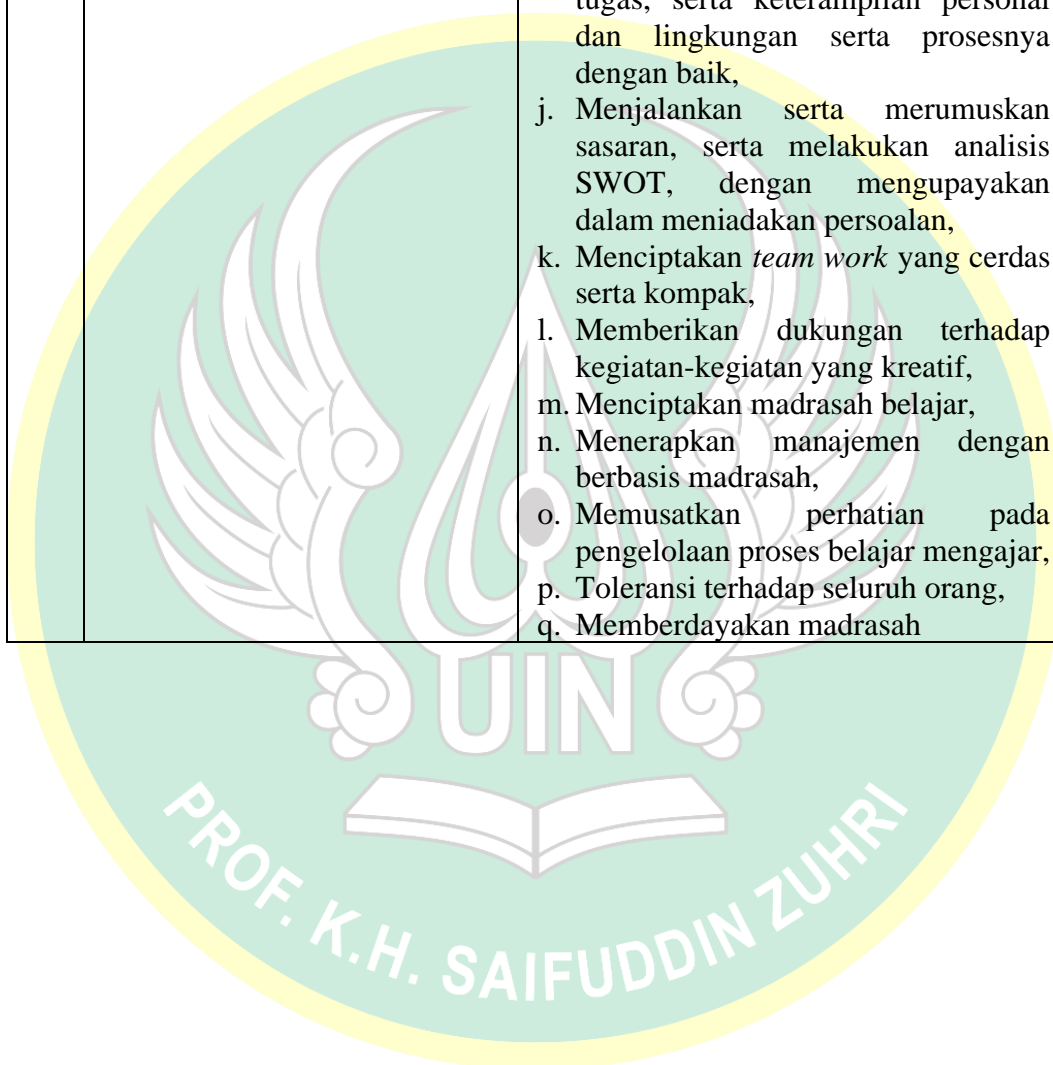 tugas, serta keterampilan personal
dan lingkungan serta prosesnya
dengan baik,
j. Menjalankan serta merumuskan
sasaran, serta melakukan analisis
SWOT, dengan mengupayakan
dalam meniadakan persoalan,
k. Menciptakan team work yang cerdas
serta kompak,
l. Memberikan dukungan terhadap
kegiatan-kegiatan yang kreatif,
m. Menciptakan madrasah belajar,
n. Menerapkan manajemen dengan
berbasis madrasah,
o. Memusatkan perhatian pada
pengelolaan proses belajar mengajar,
p. Toleransi terhadap seluruh orang,
q. Memberdayakan madrasah
UIN
PROF. K.H. SAIFUDDIN ZUHRI